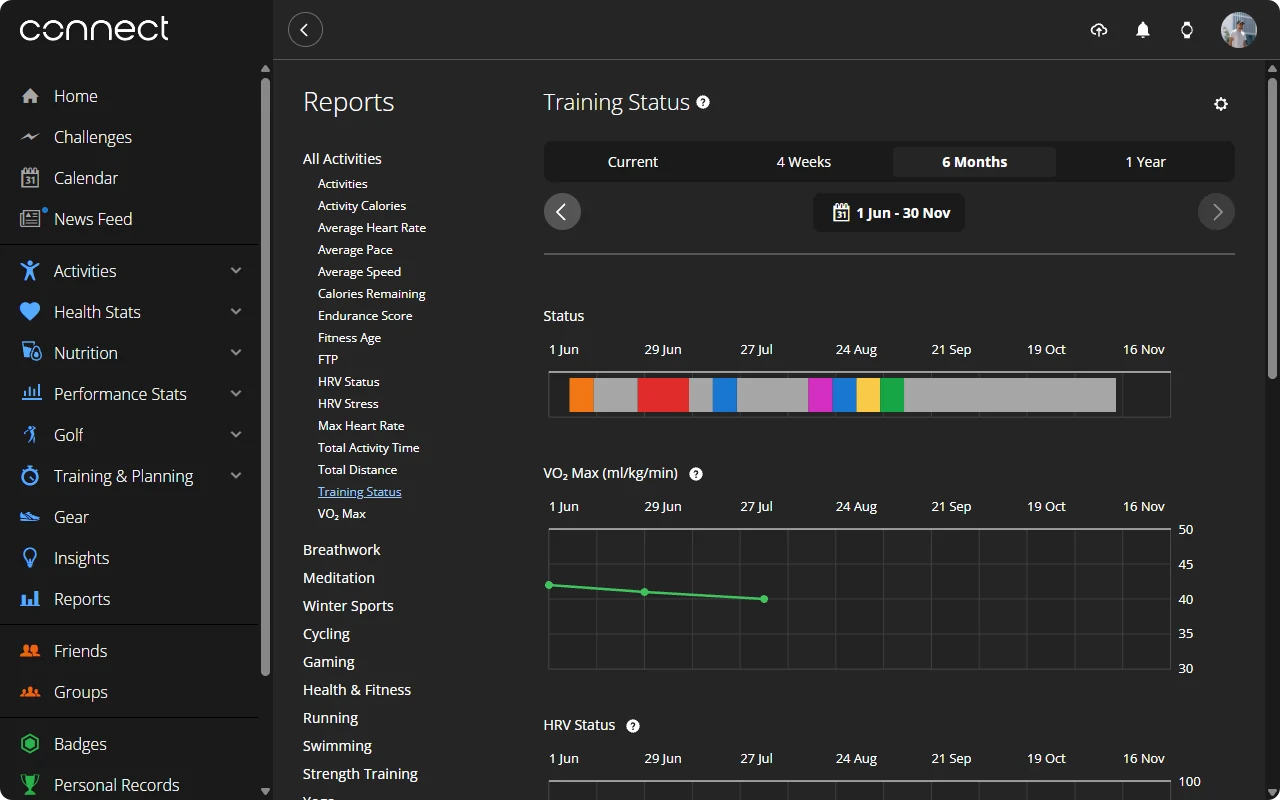 connect
Home
Challenges
31
Calendar
News Feed
Activities
Health Stats
Nutrition
Performance Stats
Golf
Training & Planning
Gear
Insights
Reports
Friends
Groups
Badges
Personal Records
Reports
All Activities
Activities
Activity Calories
Average Heart Rate
Average Pace
Average Speed
Calories Remaining
Endurance Score
Fitness Age
FTP
HRV Status
HRV Stress
Max Heart Rate
Total Activity Time
Total Distance
Training Status
VO₂ Max
Breathwork
Meditation
Winter Sports
Cycling
Gaming
Health & Fitness
Running
Swimming
Strength Training
Yoga
Training Status ?
Current 4 Weeks 6 Months 1 Year
31 1 Jun - 30 Nov
Status
1 Jun 29 Jun 27 Jul 24 Aug 21 Sep 19 Oct 16 Nov
VO₂ Max (ml/kg/min) ?
1 Jun 29 Jun 27 Jul 24 Aug 21 Sep 19 Oct 16 Nov
50
45
40
35
30
HRV Status ?
1 Jun 29 Jun 27 Jul 24 Aug 21 Sep 19 Oct 16 Nov
100